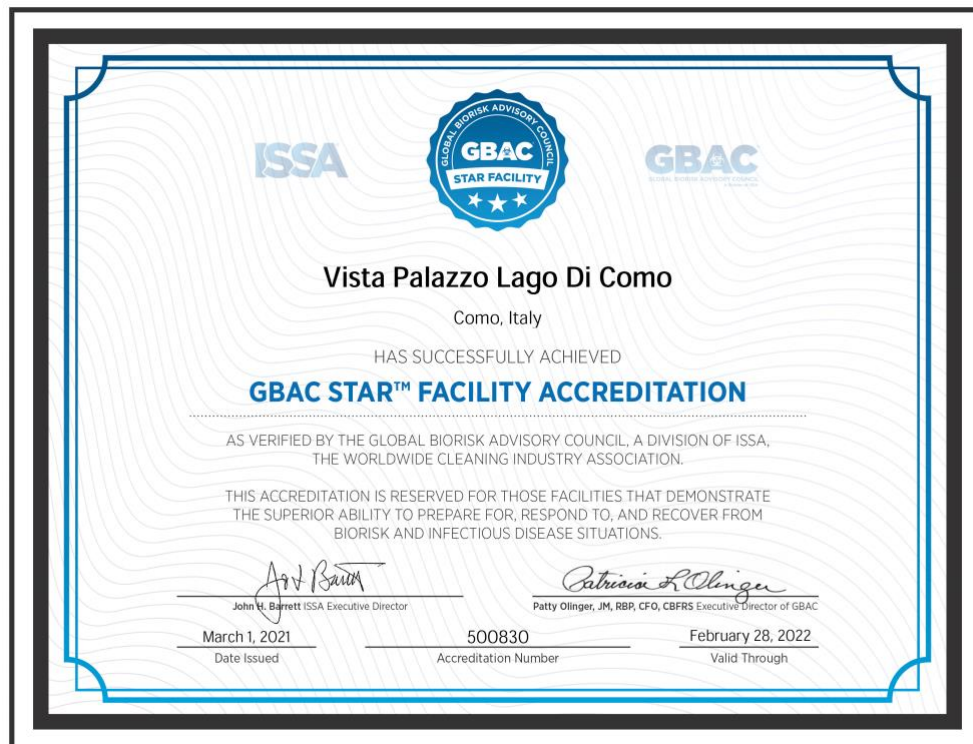 ISSA
GLOBAL BIORISK ADVISORY COUNCIL
GBAC
STAR FACILITY
GBAC
GLOBAL BIORISK ADVISORY COUNCIL
Vista Palazzo Lago Di Como
Como, Italy
HAS SUCCESSFULLY ACHIEVED
GBAC STAR™ FACILITY ACCREDITATION
AS VERIFIED BY THE GLOBAL BIORISK ADVISORY COUNCIL, A DIVISION OF ISSA,
THE WORLDWIDE CLEANING INDUSTRY ASSOCIATION.
THIS ACCREDITATION IS RESERVED FOR THOSE FACILITIES THAT DEMONSTRATE
THE SUPERIOR ABILITY TO PREPARE FOR, RESPOND TO, AND RECOVER FROM
BIORISK AND INFECTIOUS DISEASE SITUATIONS.
Patricia L Olinger
John H. Barrett ISSA Executive Director
Patty Olinger, JM, RBP, CFO, CBFRS Executive Director of GBAC
March 1, 2021
500830
February 28, 2022
Date Issued
Accreditation Number
Valid Through